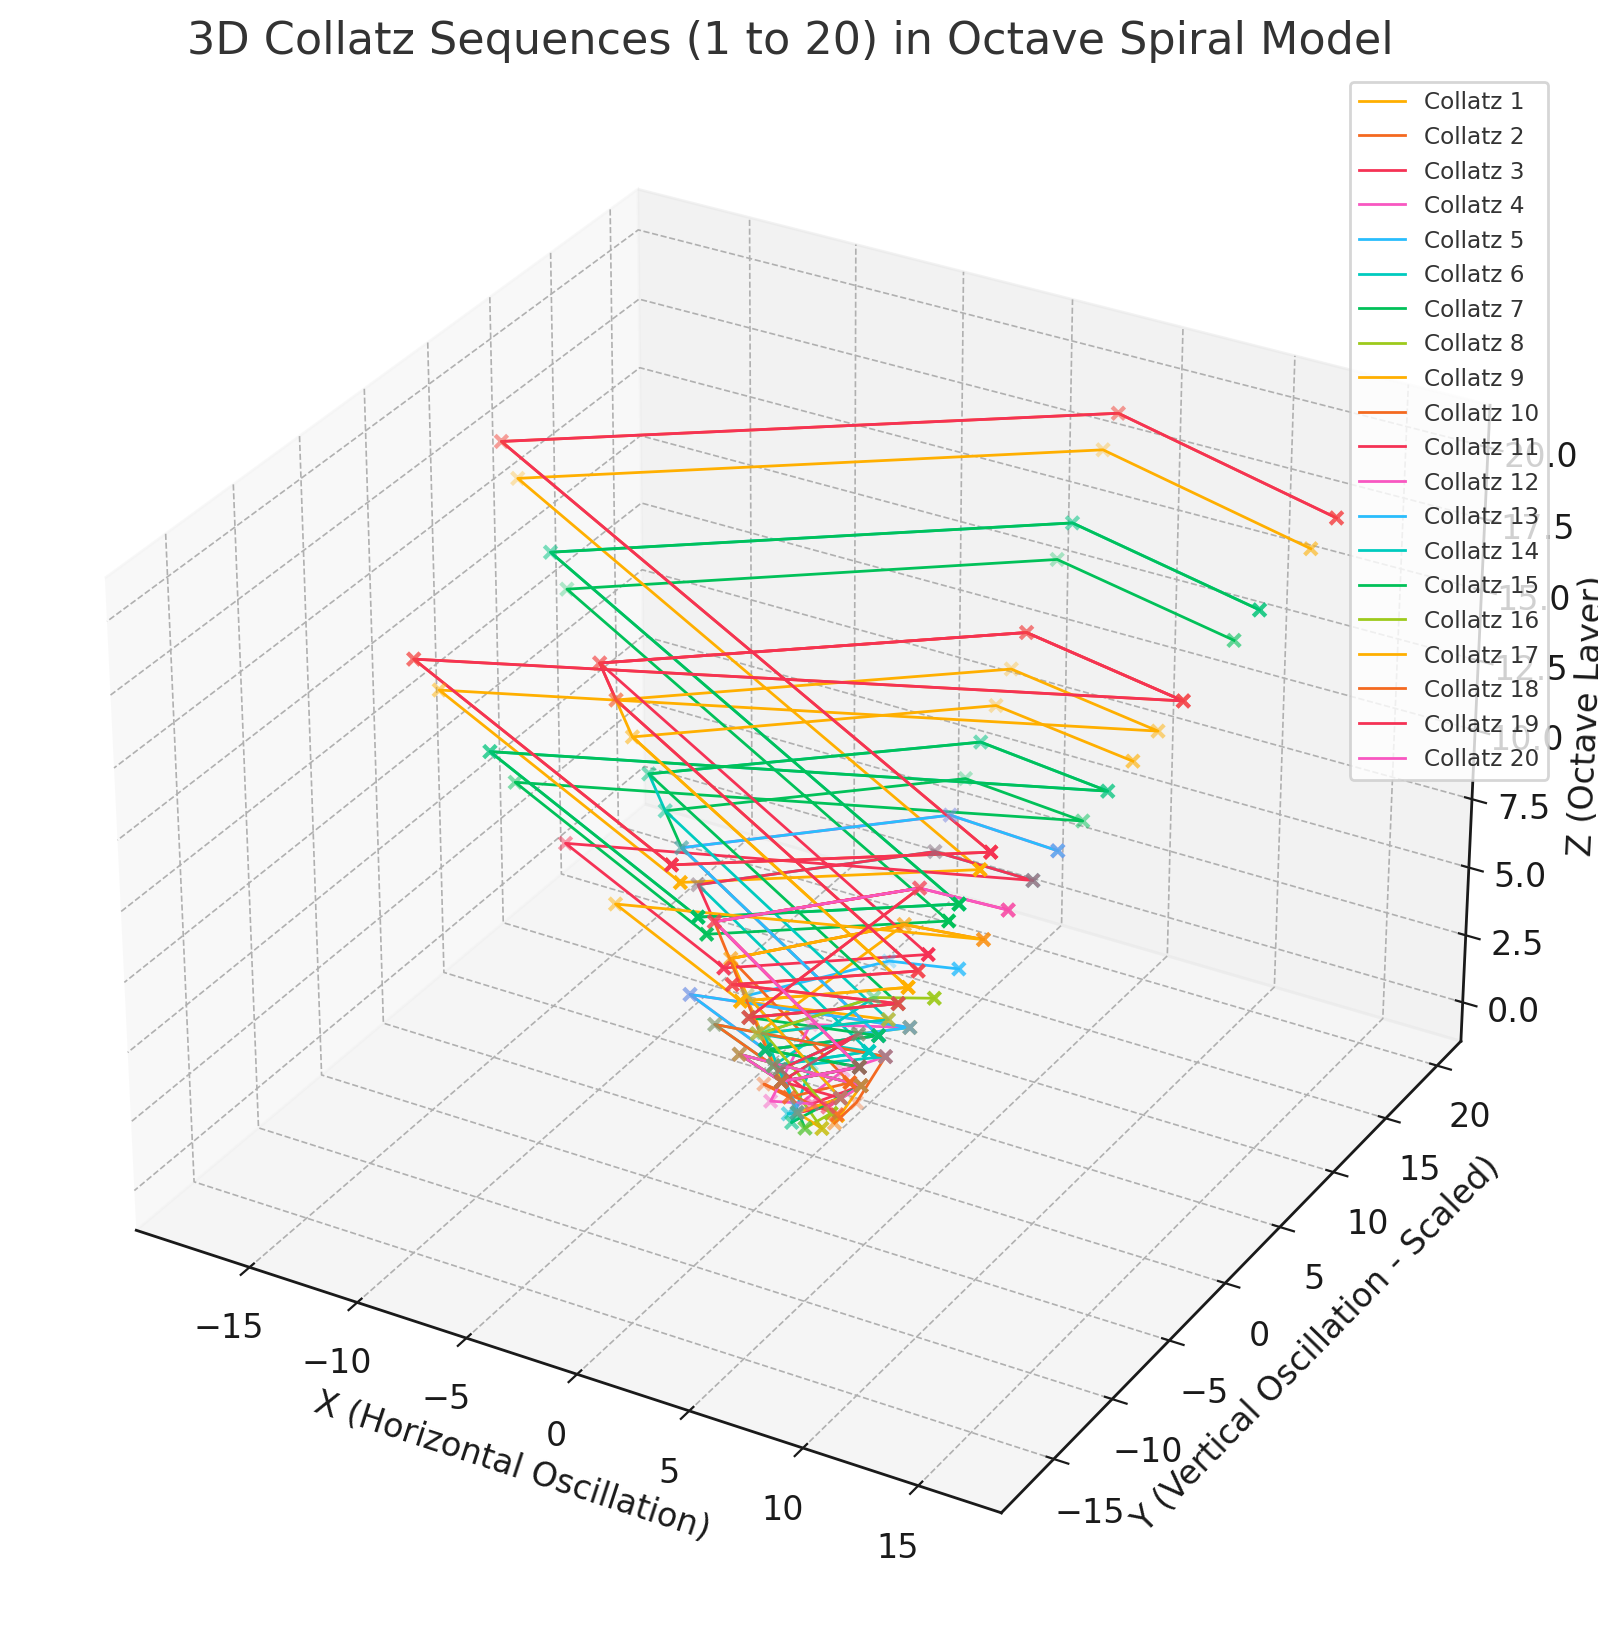 3D Collatz Sequences (1 to 20) in Octave Spiral Model
Collatz 1
Collatz 2
Collatz 3
Collatz 4
Collatz 5
Collatz 6
Collatz 7
Collatz 8
Collatz 9
Collatz 10
Collatz 11
Collatz 12
Collatz 13
Collatz 14
Collatz 15
Collatz 16
Collatz 17
Collatz 18
Collatz 19
Collatz 20
20.0
17.5
15.0
12.5
10.0
7.5
5.0
2.5
0.0
Z (Octave Layer)
20
15
10
5
0
−5
−10
−15
Y (Vertical Oscillation - Scaled)
−15
−10
−5
0
5
10
15
X (Horizontal Oscillation)